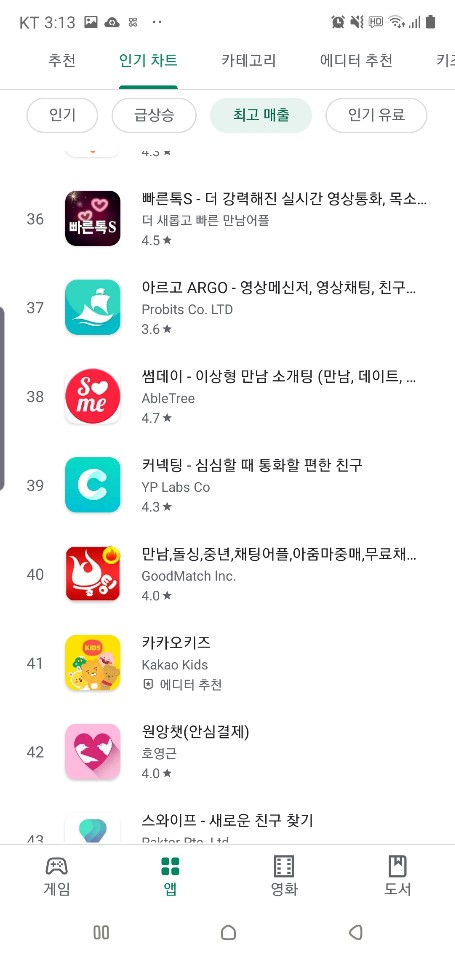 KT 3:13
HD
추천 인기 차트 카테고리 에디터 추천 키즈
인기 급상승 최고 매출 인기 유료
4.3★
36
빠른톡S
빠른톡S - 더 강력해진 실시간 영상통화, 목소...
더 새롭고 빠른 만남어플
4.5★
37
아르고 ARGO - 영상메신저, 영상채팅, 친구...
Probits Co. LTD
3.6★
38
S me
썸데이 - 이상형 만남 소개팅 (만남, 데이트, ...
AbleTree
4.7★
39
C
커넥팅 - 심심할 때 통화할 편한 친구
YP Labs Co
4.3★
40
만남,돌싱,중년,채팅어플,아줌마중매,무료채...
GoodMatch Inc.
4.0★
41
KIDS
카카오키즈
Kakao Kids
에디터 추천
42
원앙챗(안심결제)
호영근
4.0★
43
스와이프 - 새로운 친구 찾기
Paktor Pte. Ltd
게임 앱 영화 도서